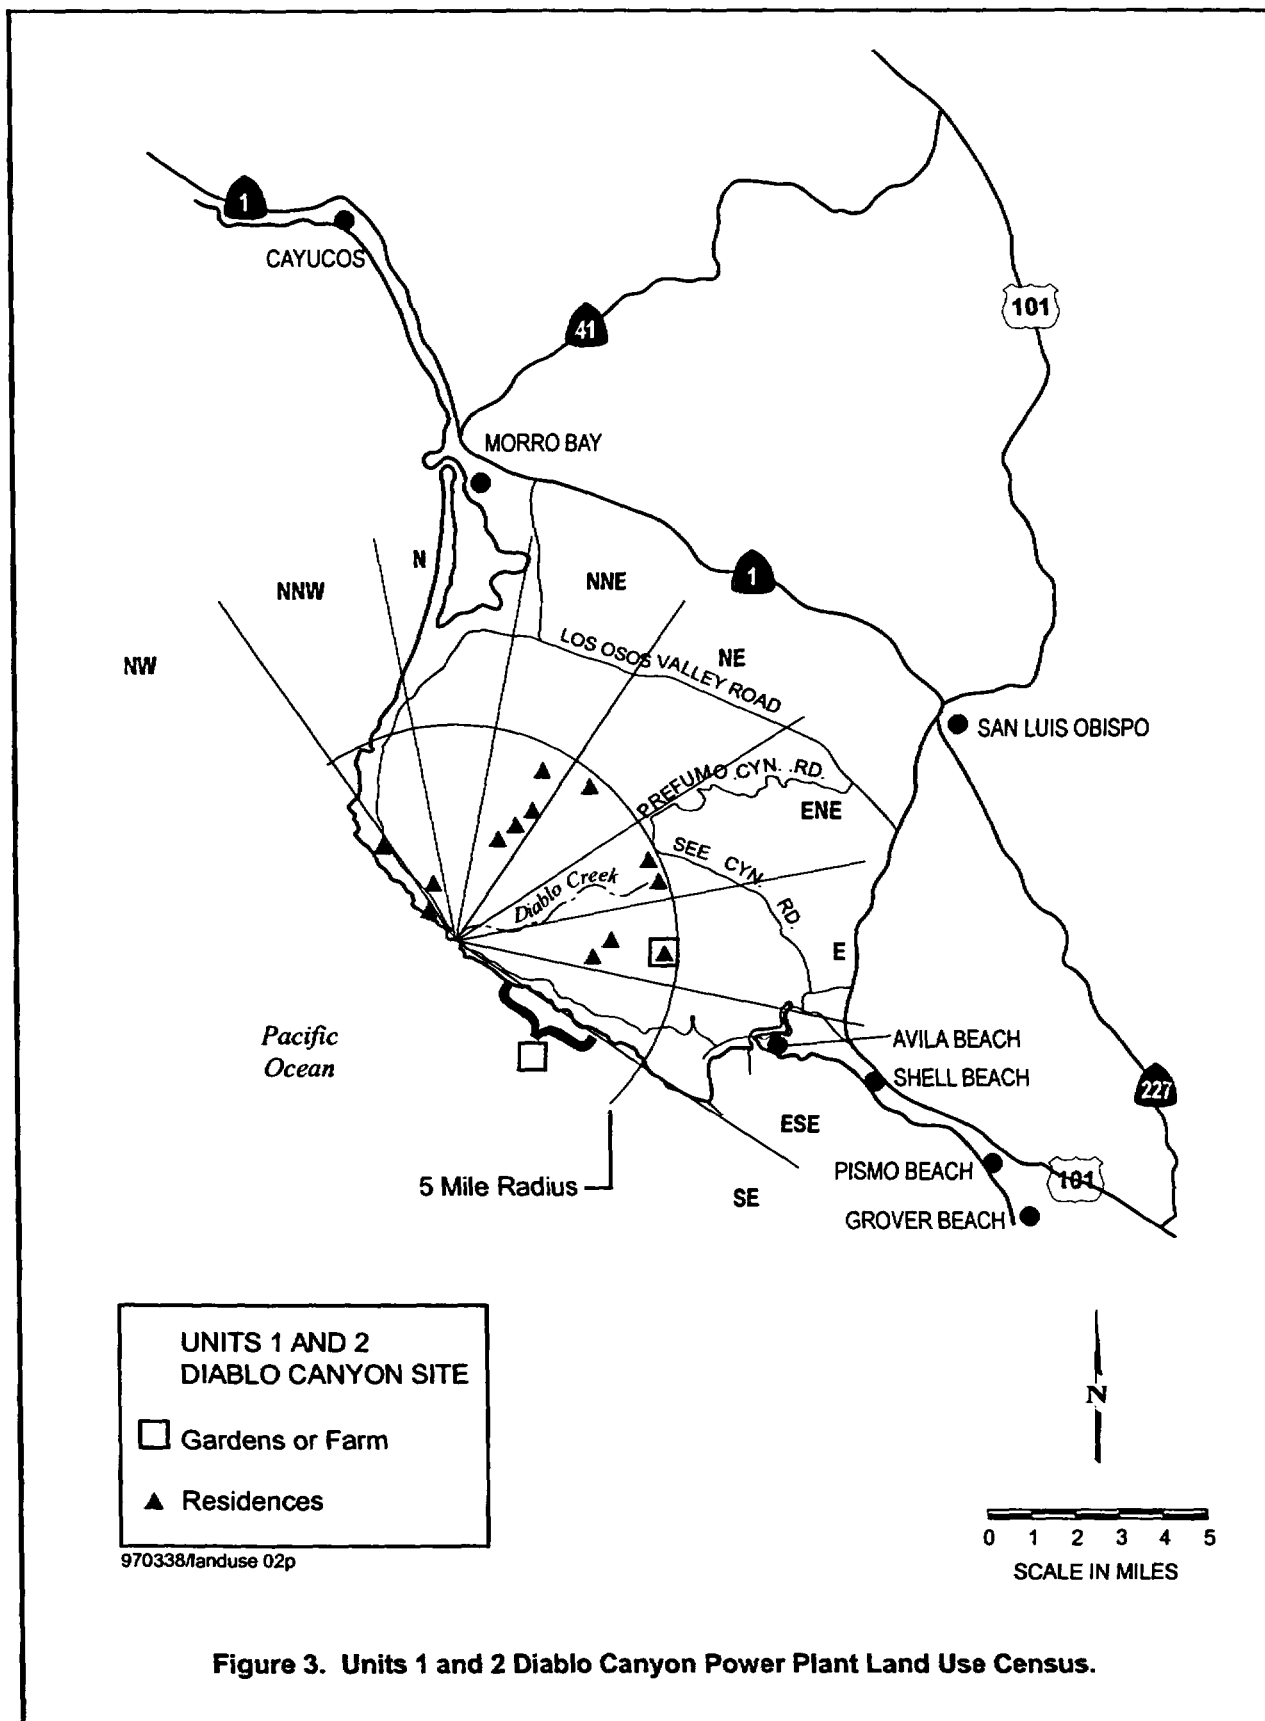 1
CAYUCOS
101
41
MORRO BAY
N
NNW
NNE
1
NW
LOS OSOS VALLEY ROAD
NE
SAN LUIS OBISPO
PREFUMO CYN. RD.
ENE
SEE CYN. RD.
Diablo Creek
E
Pacific
Ocean
AVILA BEACH
SHELL BEACH
227
ESE
5 Mile Radius
PISMO BEACH
101
SE
GROVER BEACH
UNITS 1 AND 2
DIABLO CANYON SITE
Gardens or Farm
Residences
970338/landuse 02p
N
0 1 2 3 4 5
SCALE IN MILES
Figure 3. Units 1 and 2 Diablo Canyon Power Plant Land Use Census.